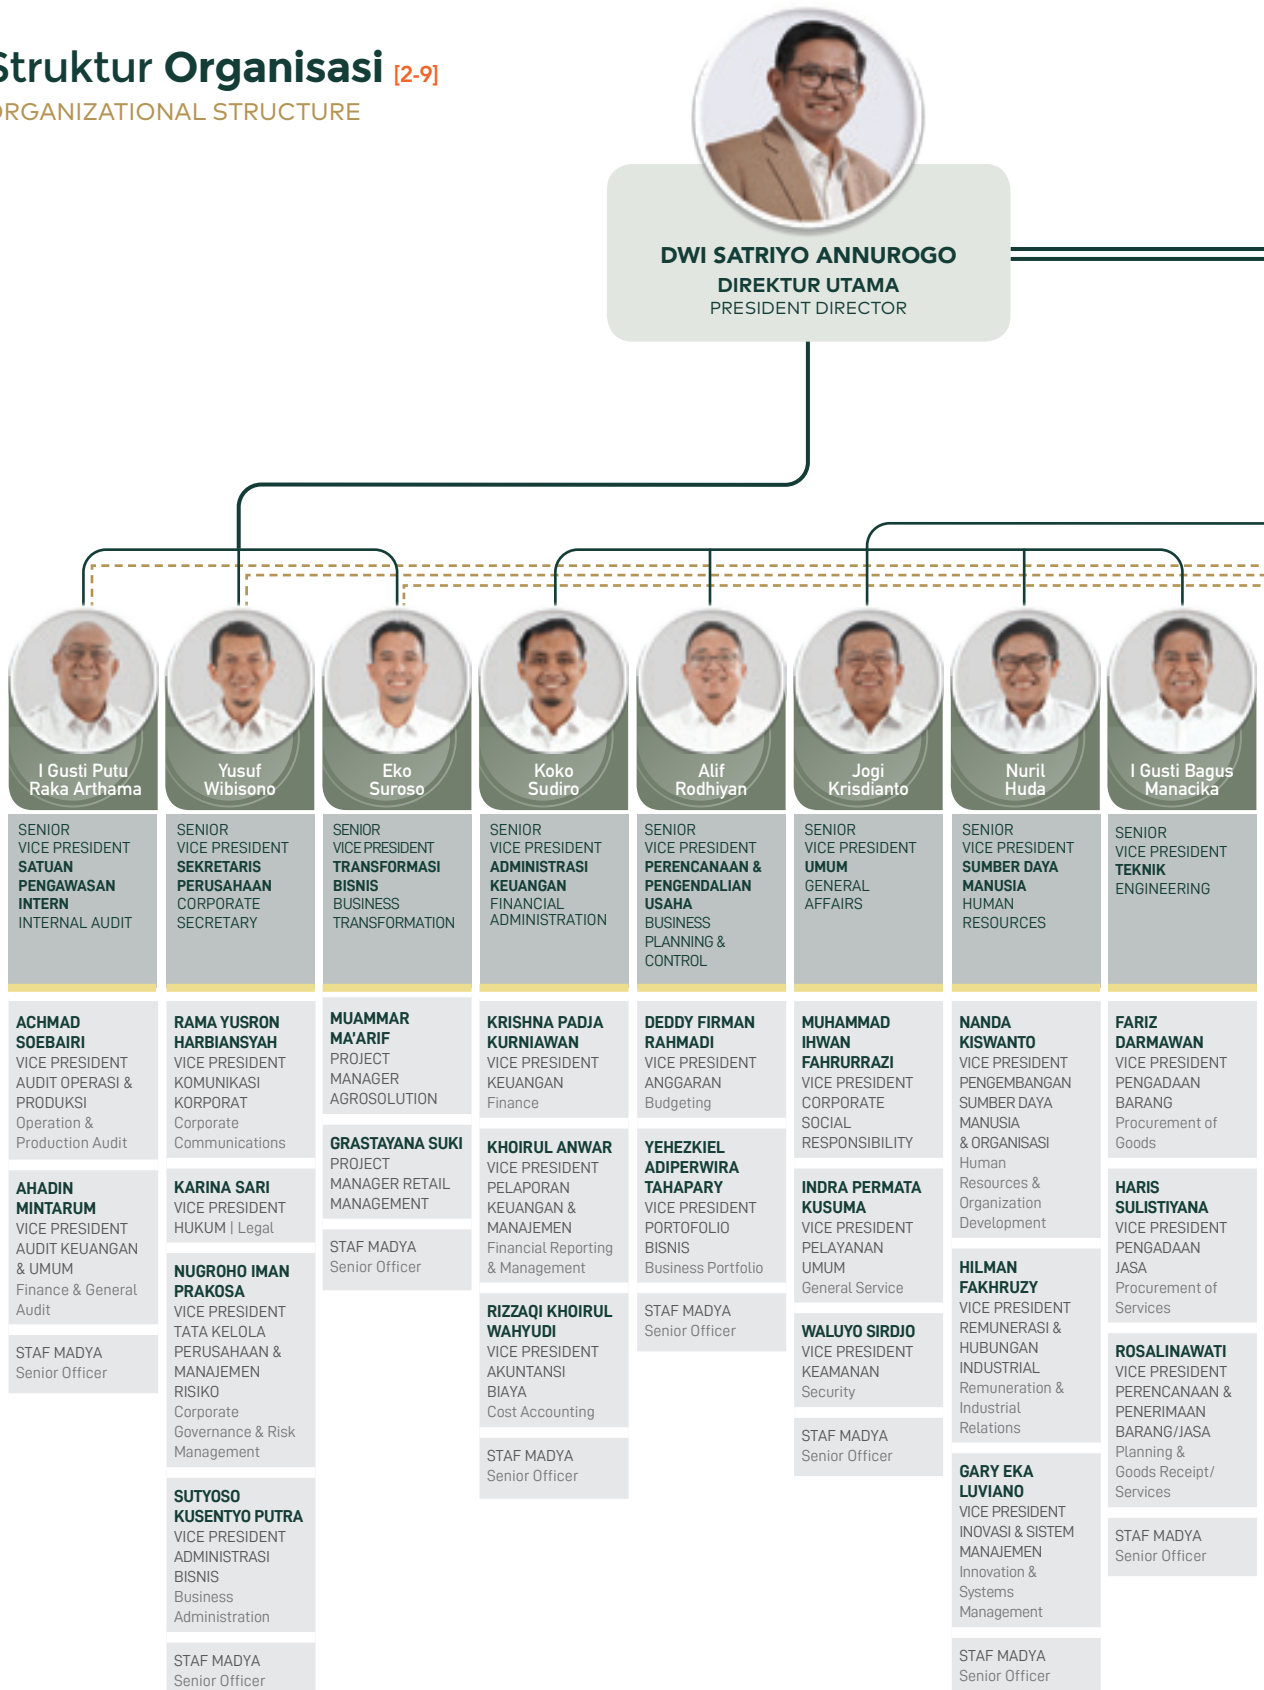 Struktur Organisasi [2-9]
ORGANIZATIONAL STRUCTURE
DWI SATRIYO ANNUROGO
DIREKTUR UTAMA
PRESIDENT DIRECTOR
I Gusti Putu
Raka Arthama
SENIOR
VICE PRESIDENT
SATUAN
PENGAWASAN
INTERN
INTERNAL AUDIT
ACHMAD
SOEBAIRI
VICE PRESIDENT
AUDIT OPERASI &
PRODUKSI
Operation &
Production Audit
AHADIN
MINTARUM
VICE PRESIDENT
AUDIT KEUANGAN
& UMUM
Finance & General
Audit
STAF MADYA
Senior Officer
Yusuf
Wibisono
SENIOR
VICE PRESIDENT
SEKRETARIS
PERUSAHAAN
CORPORATE
SECRETARY
RAMA YUSRON
HARBIANSYAH
VICE PRESIDENT
KOMUNIKASI
KORPORAT
Corporate
Communications
KARINA SARI
VICE PRESIDENT
HUKUM | Legal
NUGROHO IMAN
PRAKOSA
VICE PRESIDENT
TATA KELOLA
PERUSAHAAN &
MANAJEMEN
RISIKO
Corporate
Governance & Risk
Management
SUTYOSO
KUSENTYO PUTRA
VICE PRESIDENT
ADMINISTRASI
BISNIS
Business
Administration
STAF MADYA
Senior Officer
Eko
Suroso
SENIOR
VICE PRESIDENT
TRANSFORMASI
BISNIS
BUSINESS
TRANSFORMATION
MUAMMAR
MA'ARIF
PROJECT
MANAGER
AGROSOLUTION
GRASTAYANA SUKI
PROJECT
MANAGER RETAIL
MANAGEMENT
STAF MADYA
Senior Officer
Koko
Sudiro
SENIOR
VICE PRESIDENT
ADMINISTRASI
KEUANGAN
FINANCIAL
ADMINISTRATION
KRISHNA PADJA
KURNIAWAN
VICE PRESIDENT
KEUANGAN
Finance
KHOIRUL ANWAR
VICE PRESIDENT
PELAPORAN
KEUANGAN &
MANAJEMEN
Financial Reporting
& Management
RIZZAQI KHOIRUL
WAHYUDI
VICE PRESIDENT
AKUNTANSI
BIAYA
Cost Accounting
STAF MADYA
Senior Officer
Alif
Rodhiyan
SENIOR
VICE PRESIDENT
PERENCANAAN &
PENGENDALIAN
USAHA
BUSINESS
PLANNING &
CONTROL
DEDDY FIRMAN
RAHMADI
VICE PRESIDENT
ANGGARAN
Budgeting
YEHEZKIEL
ADIPERWIRA
TAHAPARY
VICE PRESIDENT
PORTOFOLIO
BISNIS
Business Portfolio
STAF MADYA
Senior Officer
Jogi
Krisdianto
SENIOR
VICE PRESIDENT
UMUM
GENERAL
AFFAIRS
MUHAMMAD
IHWAN
FAHRURRAZI
VICE PRESIDENT
CORPORATE
SOCIAL
RESPONSIBILITY
INDRA PERMATA
KUSUMA
VICE PRESIDENT
PELAYANAN
UMUM
General Service
WALUYO SIRDJO
VICE PRESIDENT
KEAMANAN
Security
STAF MADYA
Senior Officer
Nuril
Huda
SENIOR
VICE PRESIDENT
SUMBER DAYA
MANUSIA
HUMAN
RESOURCES
NANDA
KISWANTO
VICE PRESIDENT
PENGEMBANGAN
SUMBER DAYA
MANUSIA
& ORGANISASI
Human
Resources &
Organization
Development
HILMAN
FAKHRUZY
VICE PRESIDENT
REMUNERASI &
HUBUNGAN
INDUSTRIAL
Remuneration &
Industrial
Relations
GARY EKA
LUVIANO
VICE PRESIDENT
INOVASI & SISTEM
MANAJEMEN
Innovation &
Systems
Management
STAF MADYA
Senior Officer
I Gusti Bagus
Manacika
SENIOR
VICE PRESIDENT
TEKNIK
ENGINEERING
FARIZ
DARMAWAN
VICE PRESIDENT
PENGADAAN
BARANG
Procurement of
Goods
HARIS
SULISTIYANA
VICE PRESIDENT
PENGADAAN
JASA
Procurement of
Services
ROSALINAWATI
VICE PRESIDENT
PERENCANAAN &
PENERIMAAN
BARANG/JASA
Planning &
Goods Receipt/
Services
STAF MADYA
Senior Officer